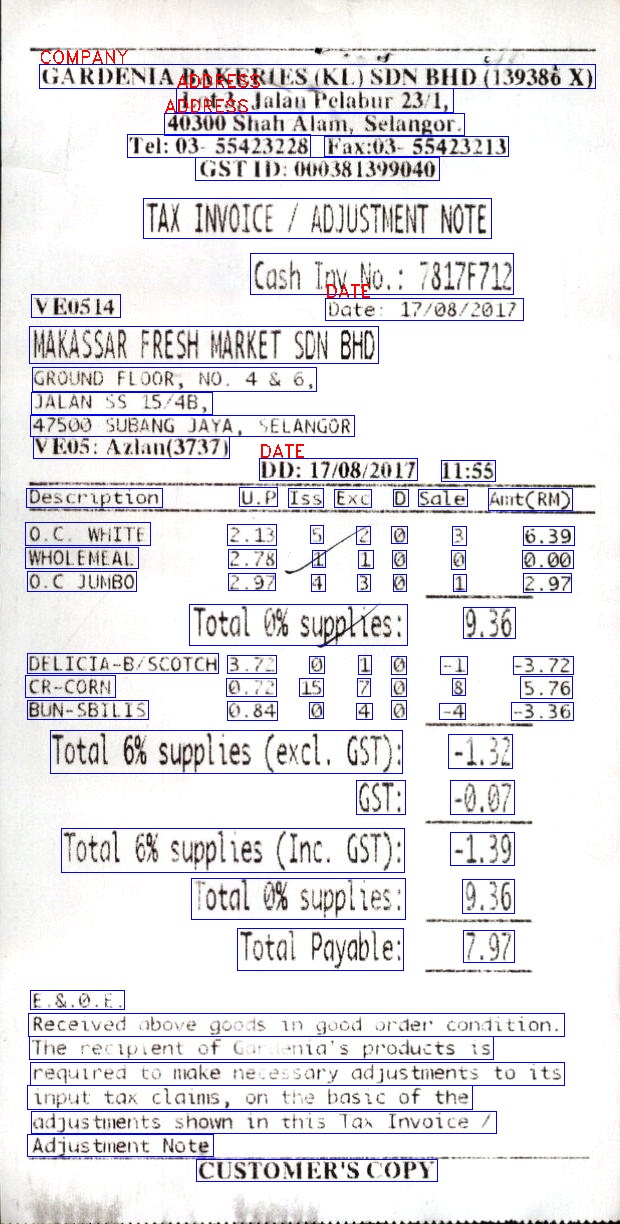 COMPANY
GARDENIA BAKERIES (KL) SDN BHD (139386 X)
ADDRESS
Lot 3, Jalan Pelabur 23/1,
ADDRESS
40300 Shah Alam, Selangor.
Tel: 03- 55423228 Fax:03- 55423213
GST ID: 000381399040
TAX INVOICE / ADJUSTMENT NOTE
Cash Inv No.: 7817F712
DATE
VE0514 Date: 17/08/2017
MAKASSAR FRESH MARKET SDN BHD
GROUND FLOOR, NO. 4 & 6,
JALAN SS 15/4B,
47500 SUBANG JAYA, SELANGOR
VE05: Azlan(3737)
DATE
DD: 17/08/2017 11:55
Description U.P Iss Exc D Sale Amt(RM)
O.C. WHITE 2.13 5 2 0 3 6.39
WHOLEMEAL 2.78 1 1 0 0 0.00
O.C JUMBO 2.97 4 3 0 1 2.97
Total 0% supplies: 9.36
DELICIA-B/SCOTCH 3.72 0 1 0 -1 -3.72
CR-CORN 0.72 15 7 0 8 5.76
BUN-SBILIS 0.84 0 4 0 -4 -3.36
Total 6% supplies (excl. GST): -1.32
GST: -0.07
Total 6% supplies (Inc. GST): -1.39
Total 0% supplies: 9.36
Total Payable: 7.97
E.&.O.E.
Received above goods in good order condition.
The recipient of Gardenia's products is
required to make necessary adjustments to its
input tax claims, on the basic of the
adjustments shown in this Tax Invoice /
Adjustment Note
CUSTOMER'S COPY